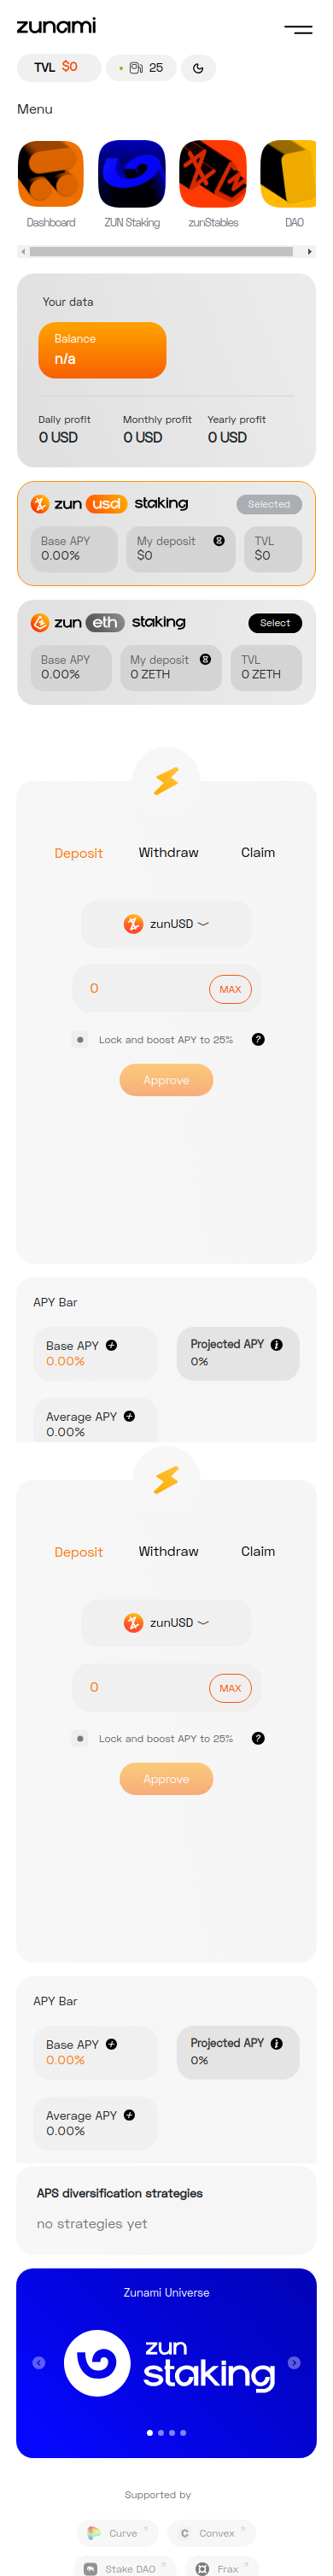 zunami
TVL $0 25
Menu
Dashboard ZUN Staking zunStables DAO
Your data
Balance
n/a
Daily profit Monthly profit Yearly profit
0 USD 0 USD 0 USD
zun usd staking Selected
Base APY My deposit TVL
0.00% $0 $0
zun eth staking Select
Base APY My deposit TVL
0.00% 0 ZETH 0 ZETH
Deposit Withdraw Claim
zunUSD
0 MAX
Lock and boost APY to 25% ?
Approve
APY Bar
Base APY Projected APY
0.00% 0%
Average APY
0.00%
Deposit Withdraw Claim
zunUSD
0 MAX
Lock and boost APY to 25% ?
Approve
APY Bar
Base APY Projected APY
0.00% 0%
Average APY
0.00%
APS diversification strategies
no strategies yet
Zunami Universe
zun
staking
Supported by
Curve Convex
Stake DAO Frax